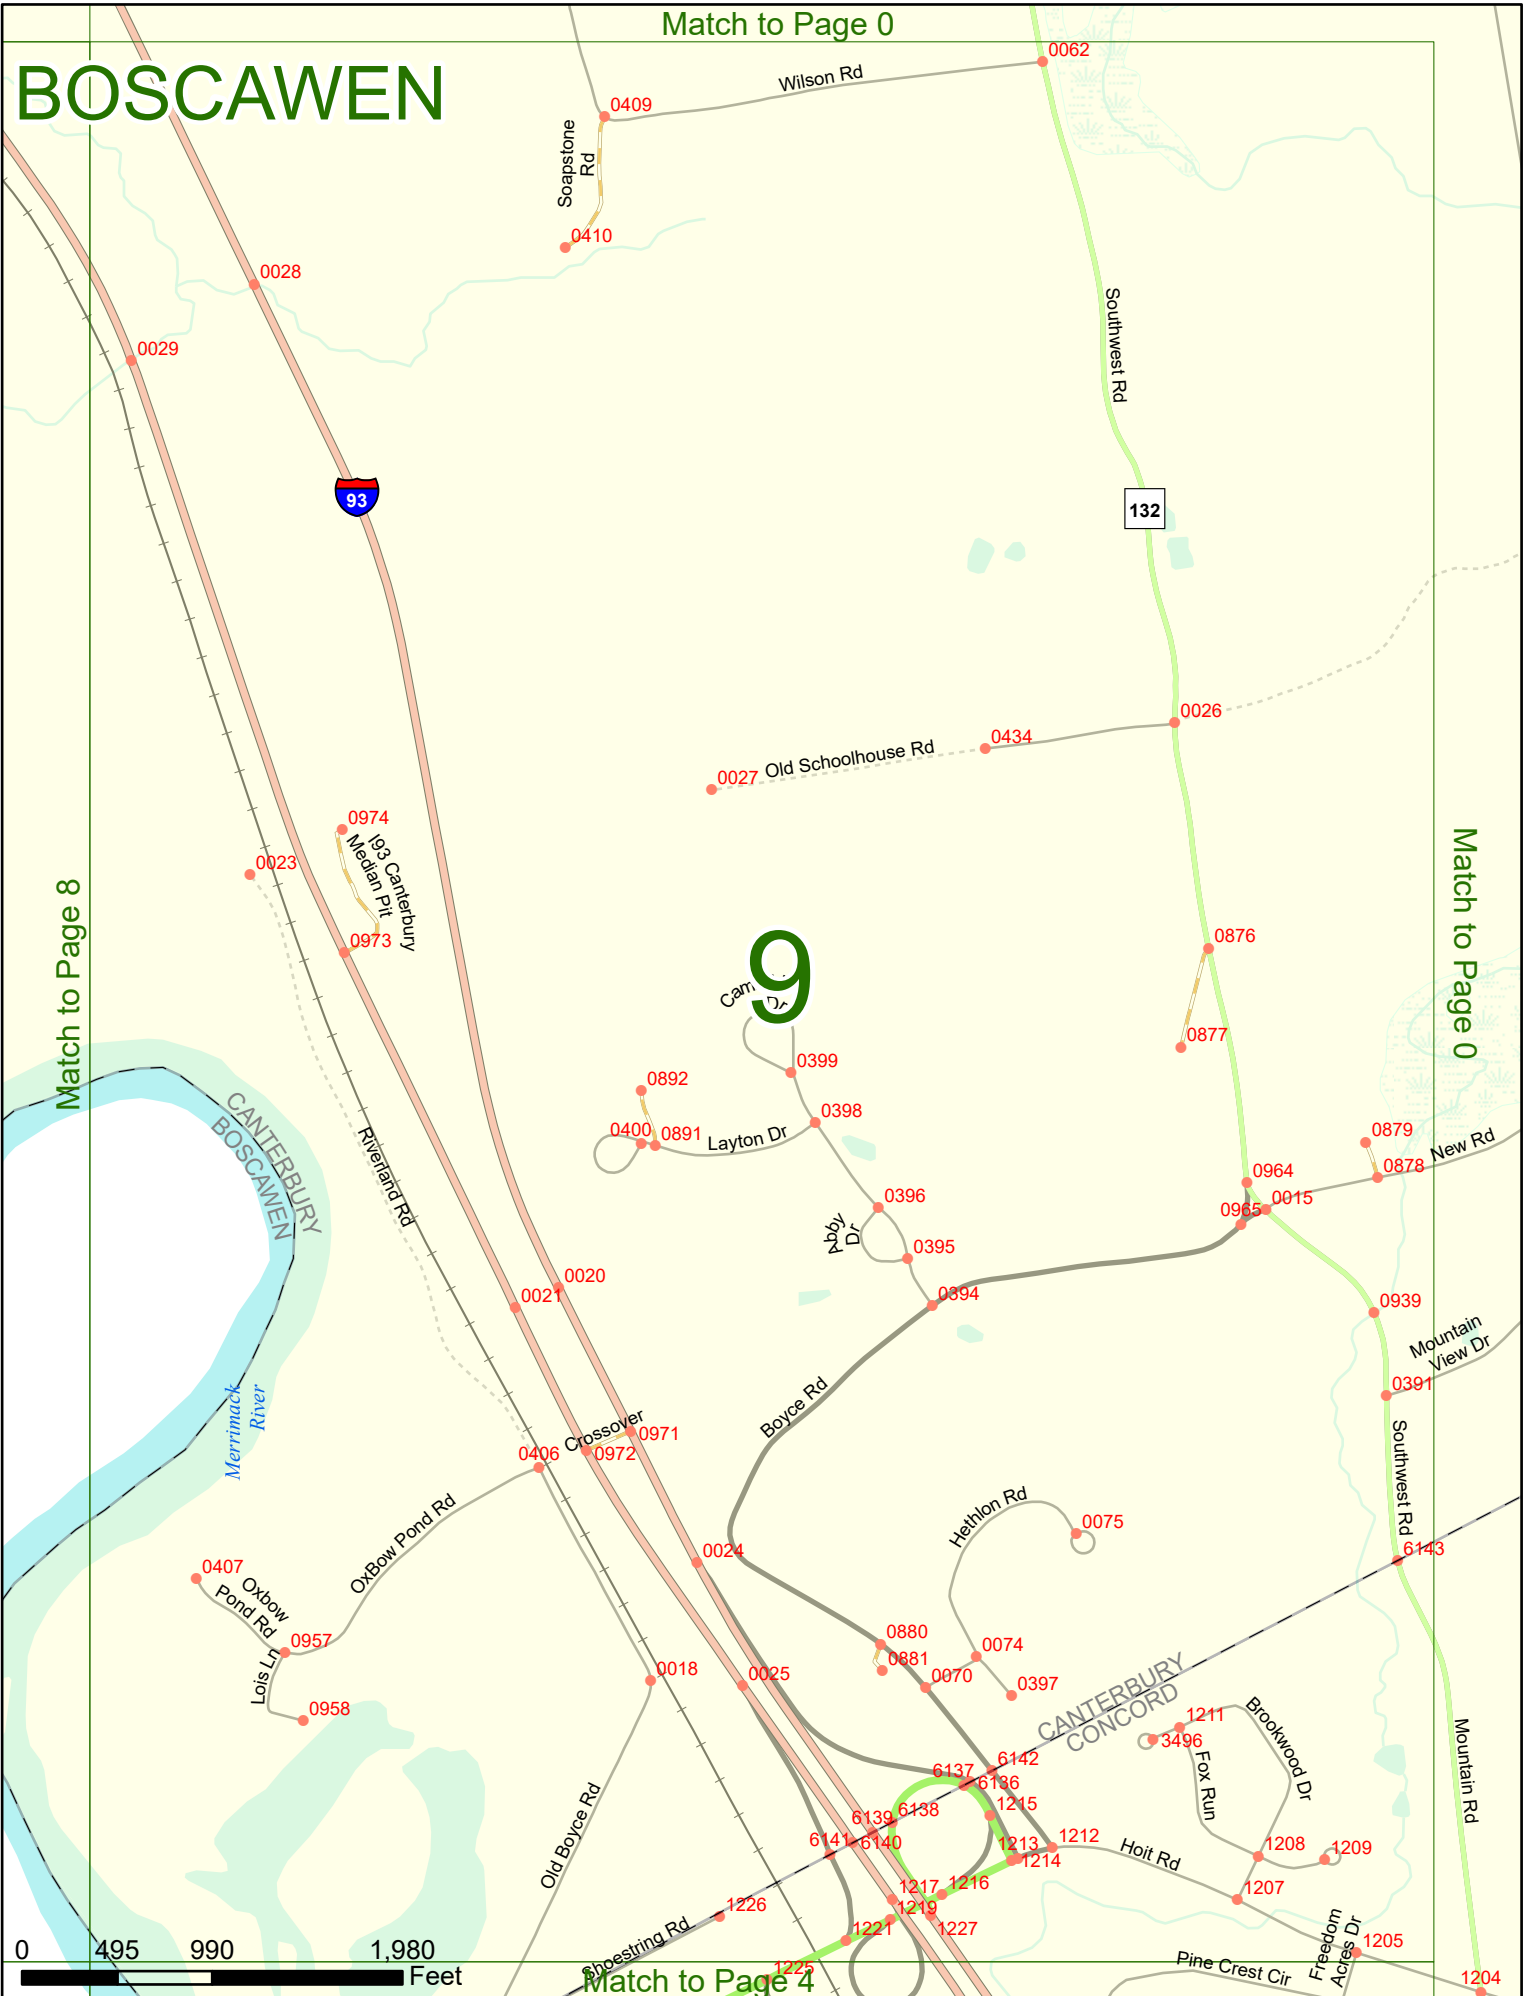 Match to Page 0
BOSCAWEN
0062
Wilson Rd
0409
Soapstone
Rd
0410
0028
0029
Southwest Rd
93
132
0026
0434
Old Schoolhouse Rd
0027
0974
I93 Canterbury
Median Pit
0023
0973
Match to Page 8
Match to Page 0
9
Dr
0876
0877
0399
0892
0398
0400
0891
Layton Dr
0879
New Rd
0878
CANTERBURY
BOSCAWEN
Riverland Rd
0964
0015
0965
0396
Abby
Dr
0395
0394
0020
0021
0939
Mountain
View Dr
0391
Merrimack
River
Boyce Rd
Crossover
0971
0972
0406
Southwest Rd
OxBow Pond Rd
Hethlon Rd
0075
6143
0024
0407
Oxbow
Pond Rd
0957
Lois Ln
0958
0880
0881
0074
0070
0397
0018
0025
CANTERBURY
CONCORD
1211
3496
Brookwood Dr
Fox Run
Mountain Rd
6142
6137
6136
1215
6138
6139
6140
6141
1213
1212
1214
Hoit Rd
1208
1209
1207
Old Boyce Rd
1216
1217
1219
1221
1227
1226
Shoestring Rd
1225
Freedom
Acres Dr
1205
Pine Crest Cir
1204
0 495 990 1,980
Feet
Match to Page 4